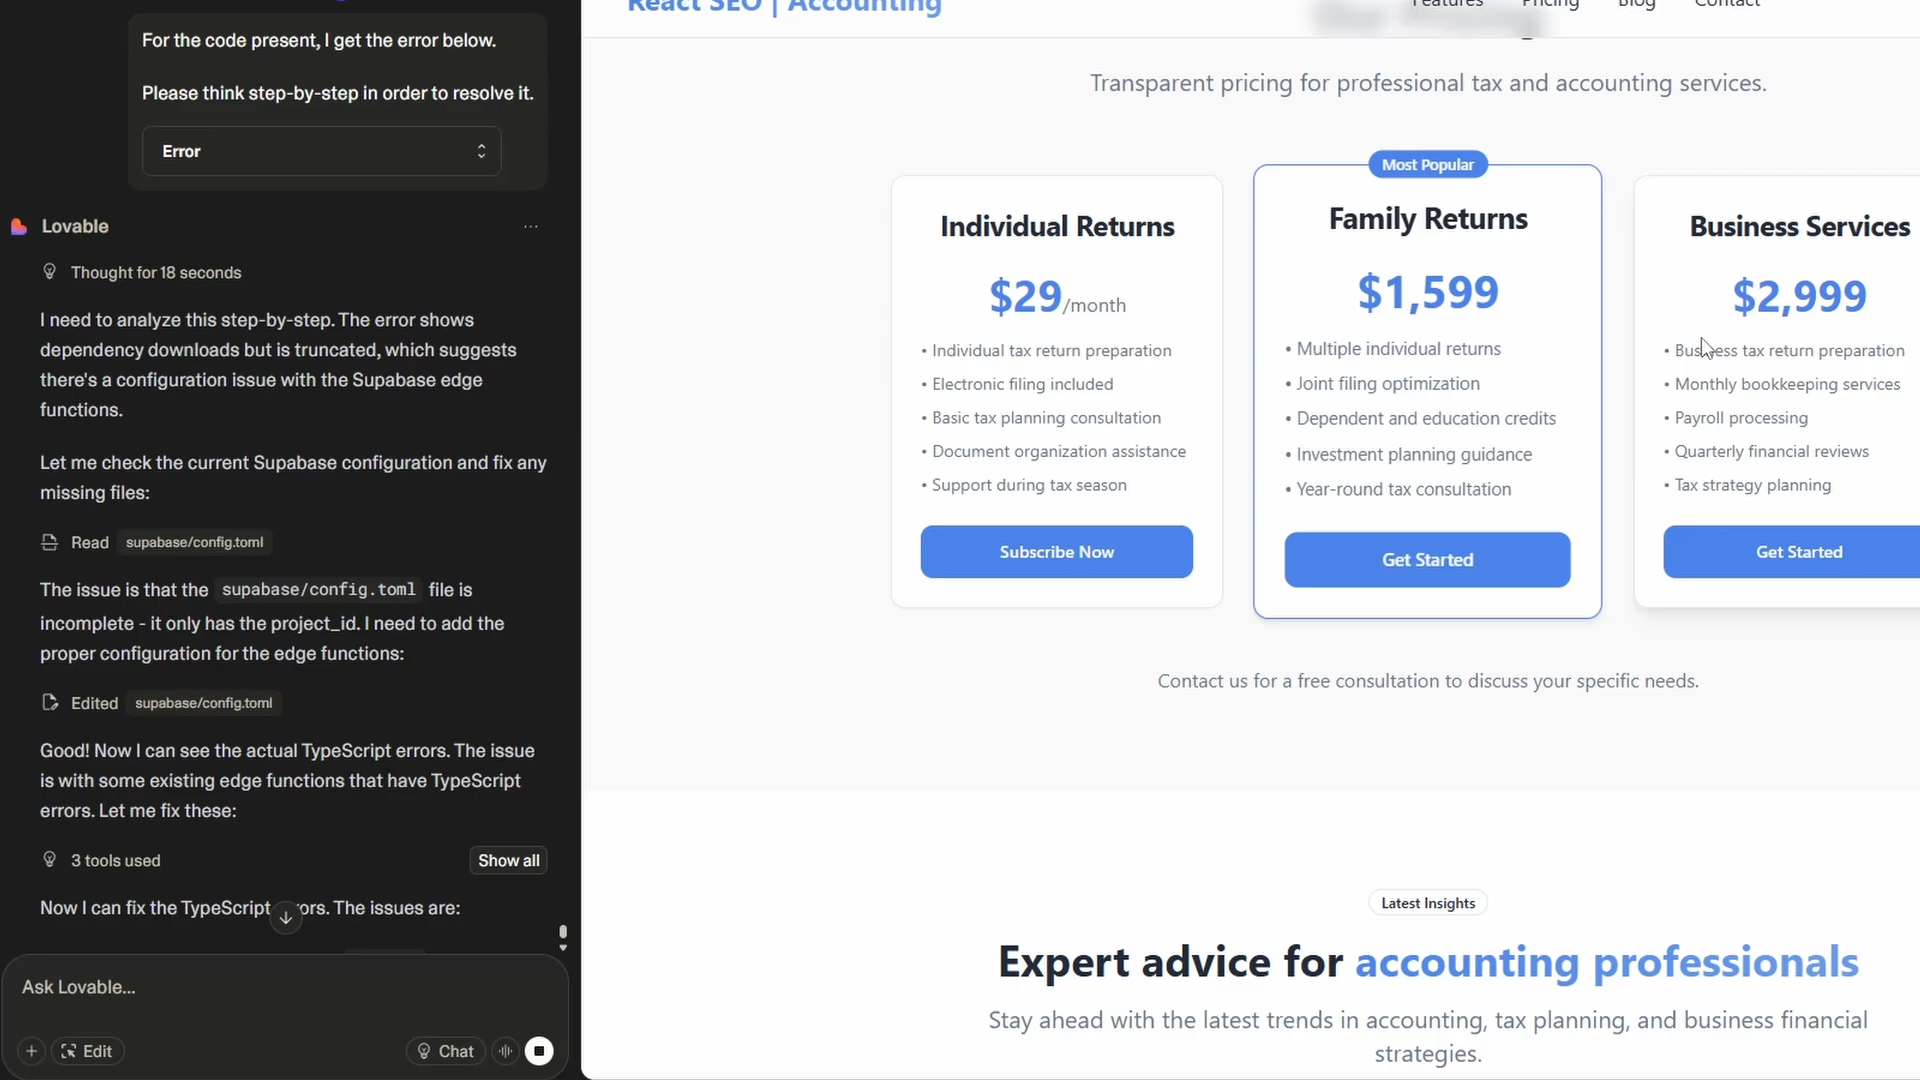 For the code present, I get the error below.
Please think step-by-step in order to resolve it.
Error
Lovable
Thought for 18 seconds
I need to analyze this step-by-step. The error shows
dependency downloads but is truncated, which suggests
there's a configuration issue with the Supabase edge
functions.
Let me check the current Supabase configuration and fix any
missing files:
Read supabase/config.toml
The issue is that the supabase/config.toml file is
incomplete - it only has the project_id. I need to add the
proper configuration for the edge functions:
Edited supabase/config.toml
Good! Now I can see the actual TypeScript errors. The issue
is with some existing edge functions that have TypeScript
errors. Let me fix these:
3 tools used
Show all
Now I can fix the TypeScript The issues are:
Ask Lovable...
Edit
Chat
React SEO | Accounting
Features Pricing Blog Contact
Transparent pricing for professional tax and accounting services.
Individual Returns
$29/month
• Individual tax return preparation
• Electronic filing included
• Basic tax planning consultation
• Document organization assistance
• Support during tax season
Subscribe Now
Most Popular
Family Returns
$1,599
• Multiple individual returns
• Joint filing optimization
• Dependent and education credits
• Investment planning guidance
• Year-round tax consultation
Get Started
Business Services
$2,999
• Business tax return preparation
• Monthly bookkeeping services
• Payroll processing
• Quarterly financial reviews
• Tax strategy planning
Get Started
Contact us for a free consultation to discuss your specific needs.
Latest Insights
Expert advice for accounting professionals
Stay ahead with the latest trends in accounting, tax planning, and business financial
strategies.